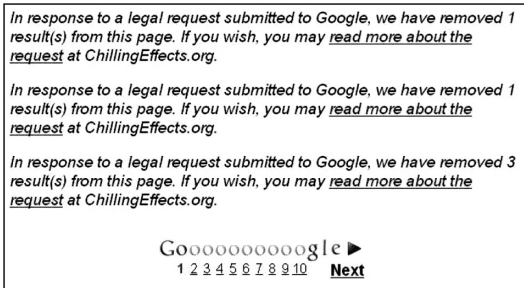 In response to a legal request submitted to Google, we have removed 1
result(s) from this page. If you wish, you may read more about the
request at ChillingEffects.org.
In response to a legal request submitted to Google, we have removed 1
result(s) from this page. If you wish, you may read more about the
request at ChillingEffects.org.
In response to a legal request submitted to Google, we have removed 3
result(s) from this page. If you wish, you may read more about the
request at ChillingEffects.org.
Goooooooooogle ▶
1 2 3 4 5 6 7 8 9 10 Next